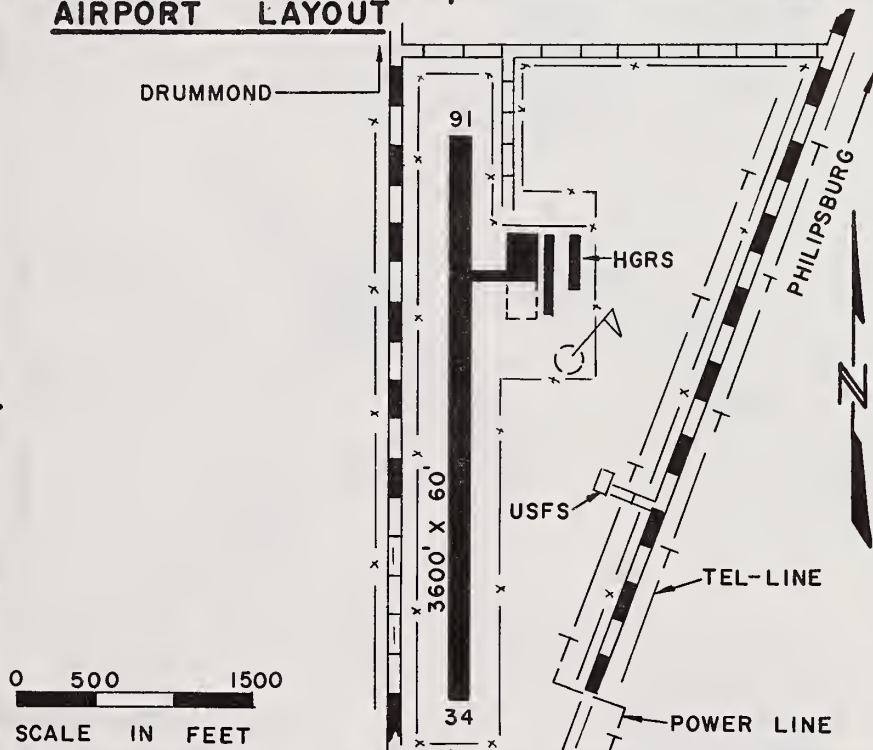 AIRPORT LAYOUT
DRUMMOND
91
PHILIPSBURG
HGRS
N
3600' X 60'
USFS
TEL-LINE
0 500 1500
SCALE IN FEET
34
POWER LINE